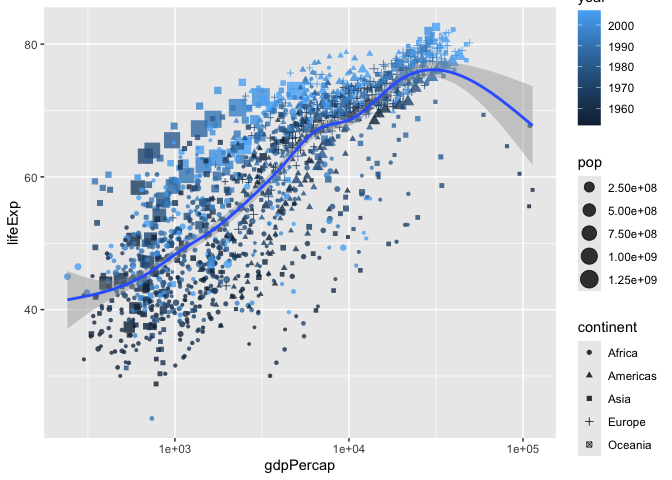 year
2000
1990
1980
1970
1960
pop
2.50e+08
5.00e+08
7.50e+08
1.00e+09
1.25e+09
continent
Africa
Americas
Asia
Europe
Oceania
80
60
40
lifeExp
1e+03
1e+04
1e+05
gdpPercap